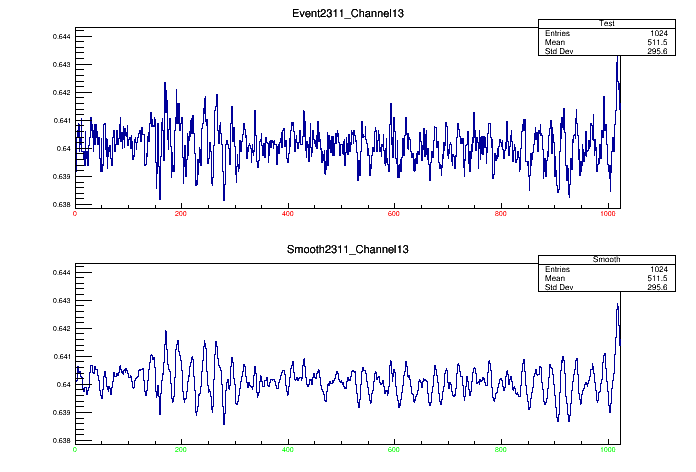 Event2311_Channel13
Test
Entries 1024
Mean 511.5
Std Dev 295.6
0.644
0.643
0.642
0.641
0.64
0.639
0.638
0 200 400 600 800 1000
Smooth2311_Channel13
Smooth
Entries 1024
Mean 511.5
Std Dev 295.6
0.644
0.643
0.642
0.641
0.64
0.639
0.638
0 200 400 600 800 1000